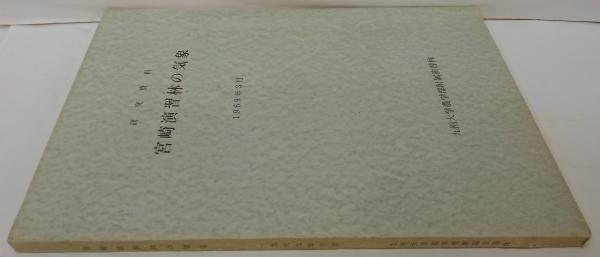 研究資料
宮崎演習林の気象
1969年3月
九州大学農学部附属演習林